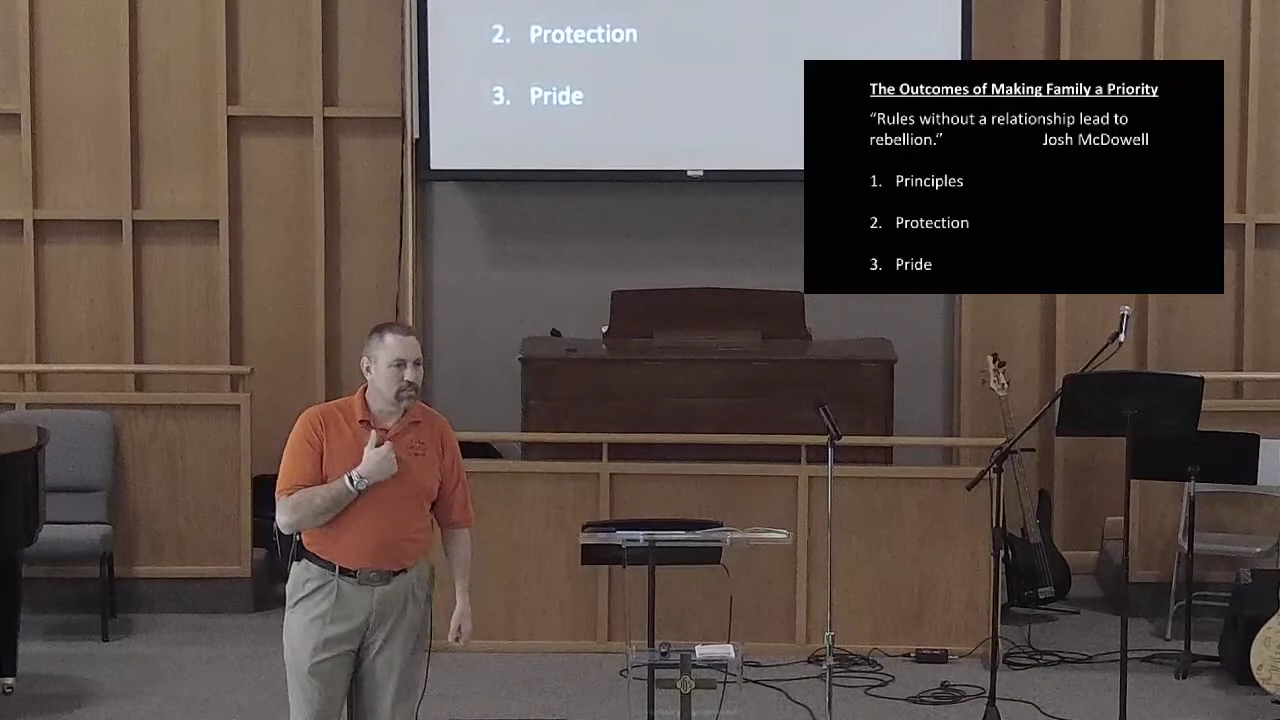 2. Protection
3. Pride
The Outcomes of Making Family a Priority
“Rules without a relationship lead to
rebellion.” Josh McDowell
1. Principles
2. Protection
3. Pride